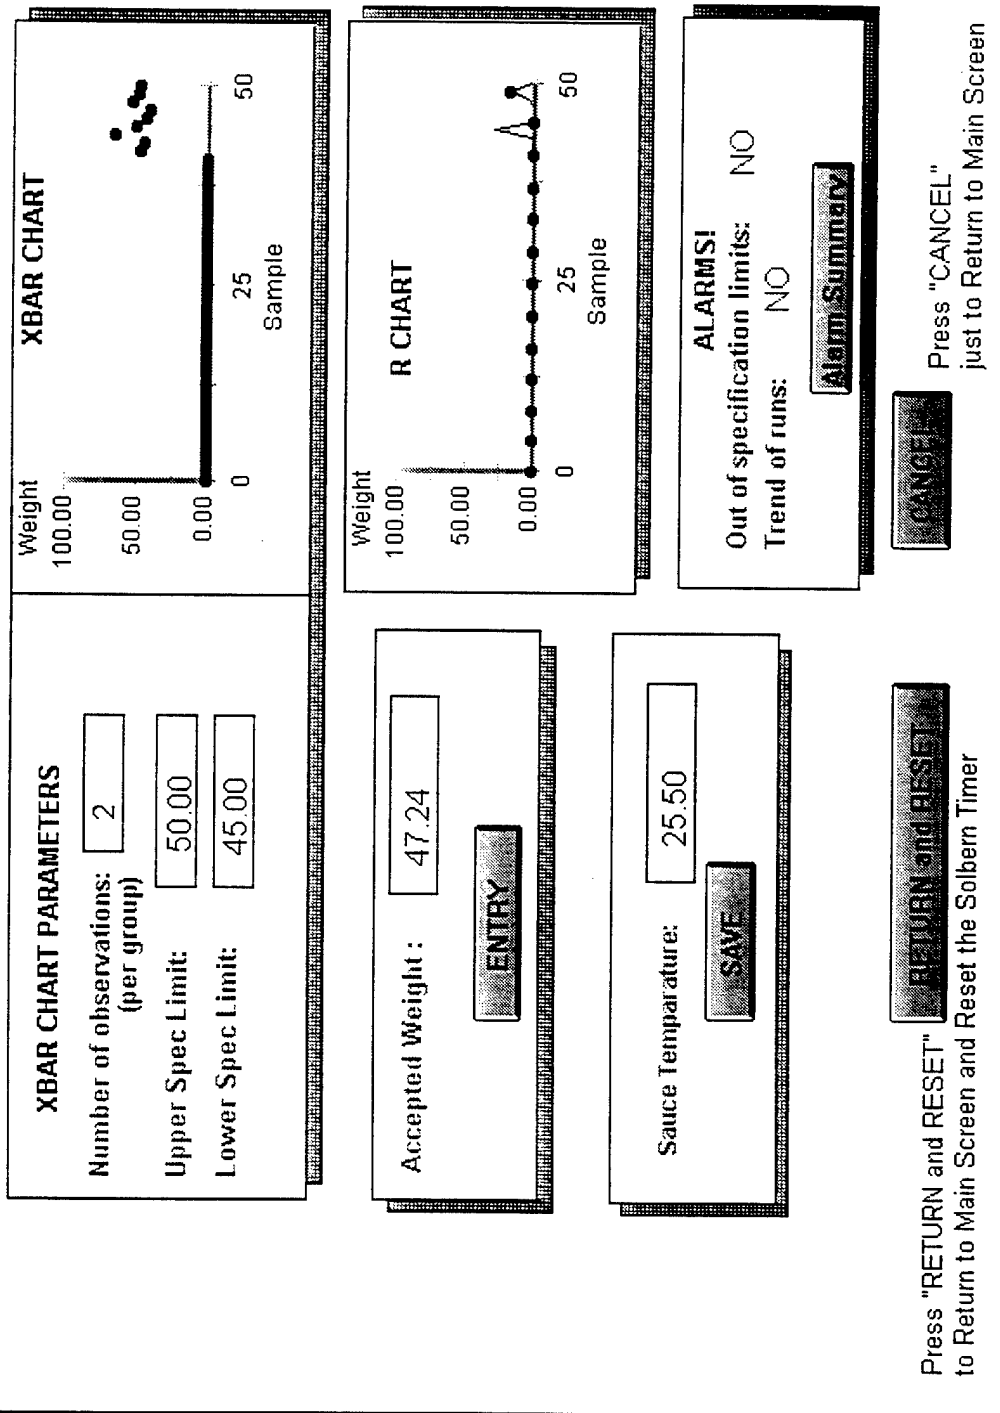 XBAR CHART PARAMETERS
Number of observations: 2
(per group)
Upper Spec Limit: 50.00
Lower Spec Limit: 45.00
XBAR CHART
Weight
100.00
50.00
0.00
0 25 50
Sample
Accepted Weight : 47.24
ENTRY
R CHART
Weight
100.00
50.00
0.00
0 25 50
Sample
Sauce Temparature: 25.50
SAVE
ALARMS!
Out of specification limits: NO
Trend of runs: NO
Alarm Summary
RETURN and RESET
Press "RETURN and RESET"
to Return to Main Screen and Reset the Solbern Timer
CANCEL
Press "CANCEL"
just to Return to Main Screen